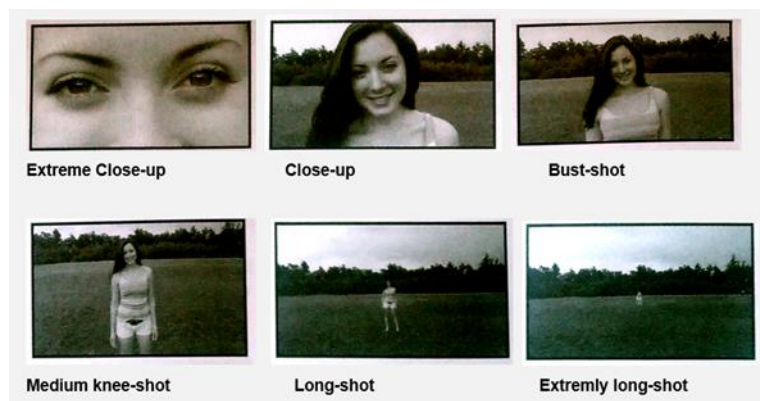 Extreme Close-up
Close-up
Bust-shot
Medium knee-shot
Long-shot
Extremly long-shot